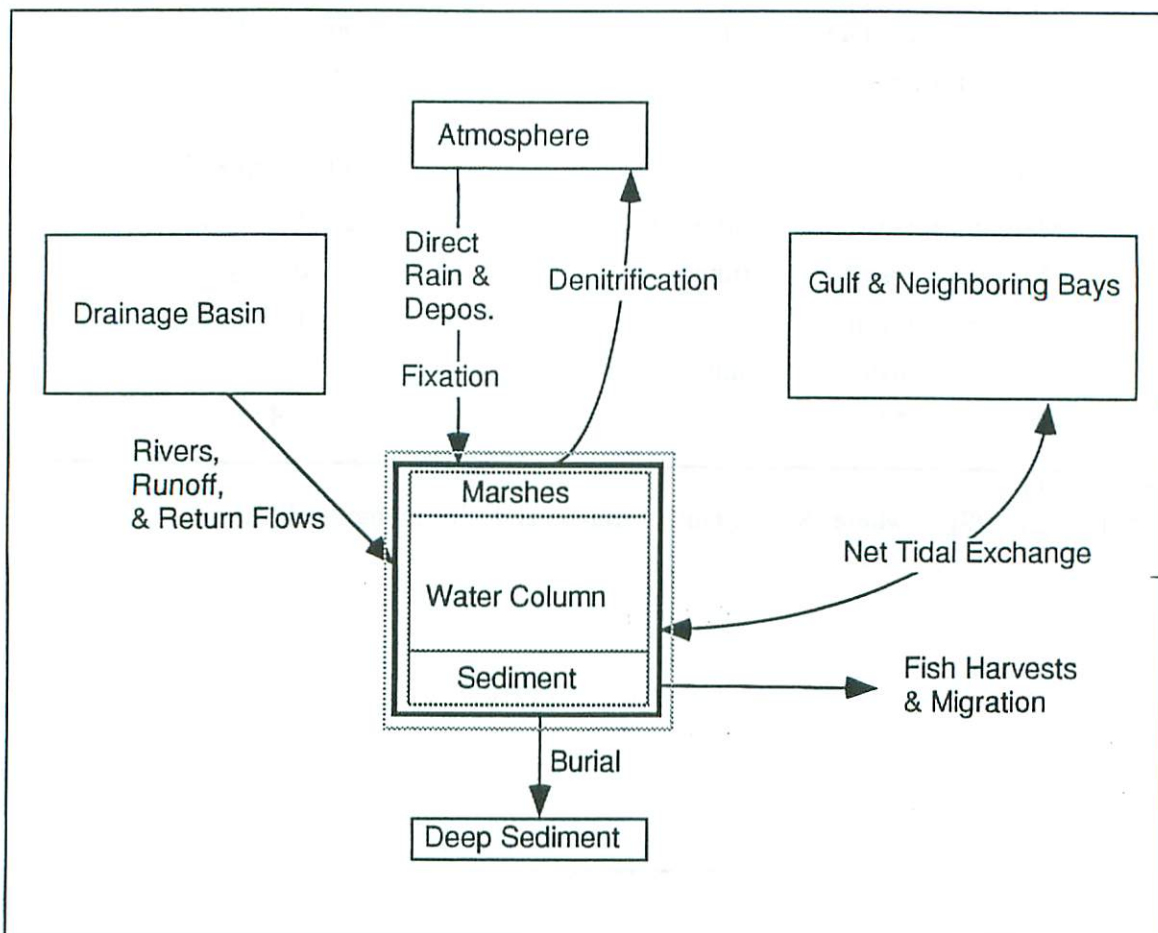 Atmosphere
Direct
Rain &
Depos.
Fixation
Denitrification
Drainage Basin
Gulf & Neighboring Bays
Rivers,
Runoff,
& Return Flows
Marshes
Water Column
Sediment
Net Tidal Exchange
Fish Harvests
& Migration
Burial
Deep Sediment